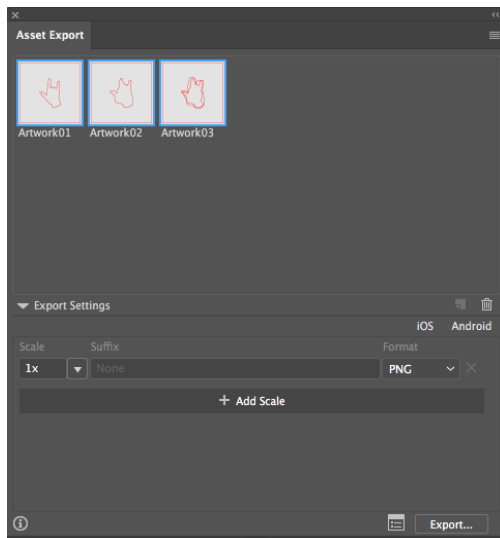 Asset Export
Artwork01 Artwork02 Artwork03
Export Settings
iOS Android
Scale Suffix Format
1x None PNG
+ Add Scale
Export...